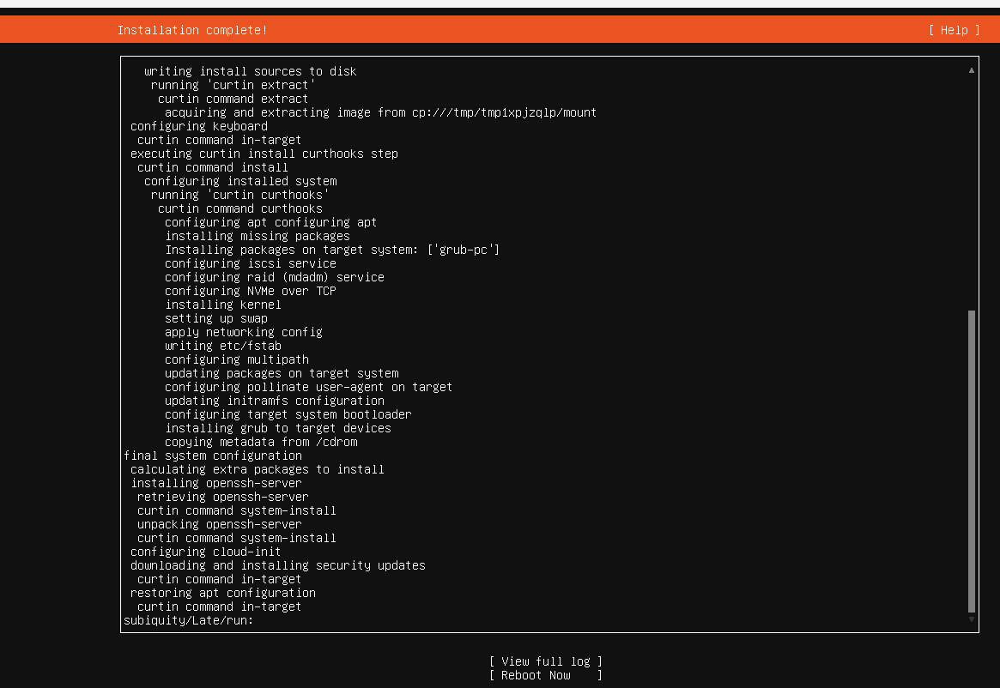 Installation complete!
[ Help ]
writing install sources to disk
running 'curtin extract'
curtin command extract
acquiring and extracting image from cp:///tmp/tmp1xpjzqlp/mount
configuring keyboard
curtin command in-target
executing curtin install curthooks step
curtin command install
configuring installed system
running 'curtin curthooks'
curtin command curthooks
configuring apt configuring apt
installing missing packages
Installing packages on target system: ['grub-pc']
configuring iscsi service
configuring raid (mdadm) service
configuring NVMe over TCP
installing kernel
setting up swap
apply networking config
writing etc/fstab
configuring multipath
updating packages on target system
configuring pollinate user-agent on target
updating initramfs configuration
configuring target system bootloader
installing grub to target devices
copying metadata from /cdrom
final system configuration
calculating extra packages to install
installing openssh-server
retrieving openssh-server
curtin command system-install
unpacking openssh-server
curtin command system-install
configuring cloud-init
downloading and installing security updates
curtin command in-target
restoring apt configuration
curtin command in-target
subiquity/Late/run:
[ View full log ]
[ Reboot Now ]